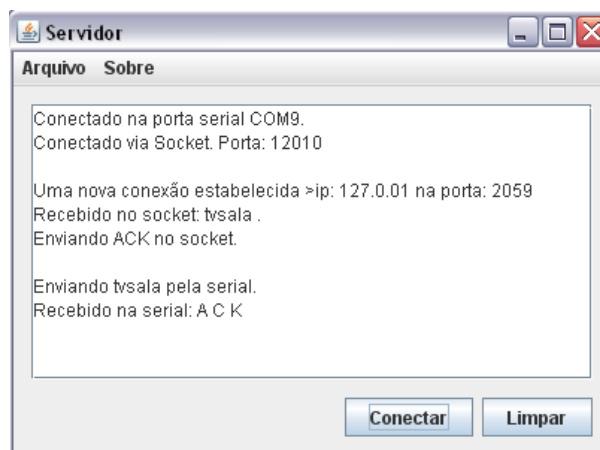 Servidor
Arquivo Sobre
Conectado na porta serial COM9.
Conectado via Socket. Porta: 12010
Uma nova conexão estabelecida >ip: 127.0.01 na porta: 2059
Recebido no socket: tvsala .
Enviando ACK no socket.
Enviando tvsala pela serial.
Recebido na serial: A C K
Conectar Limpar